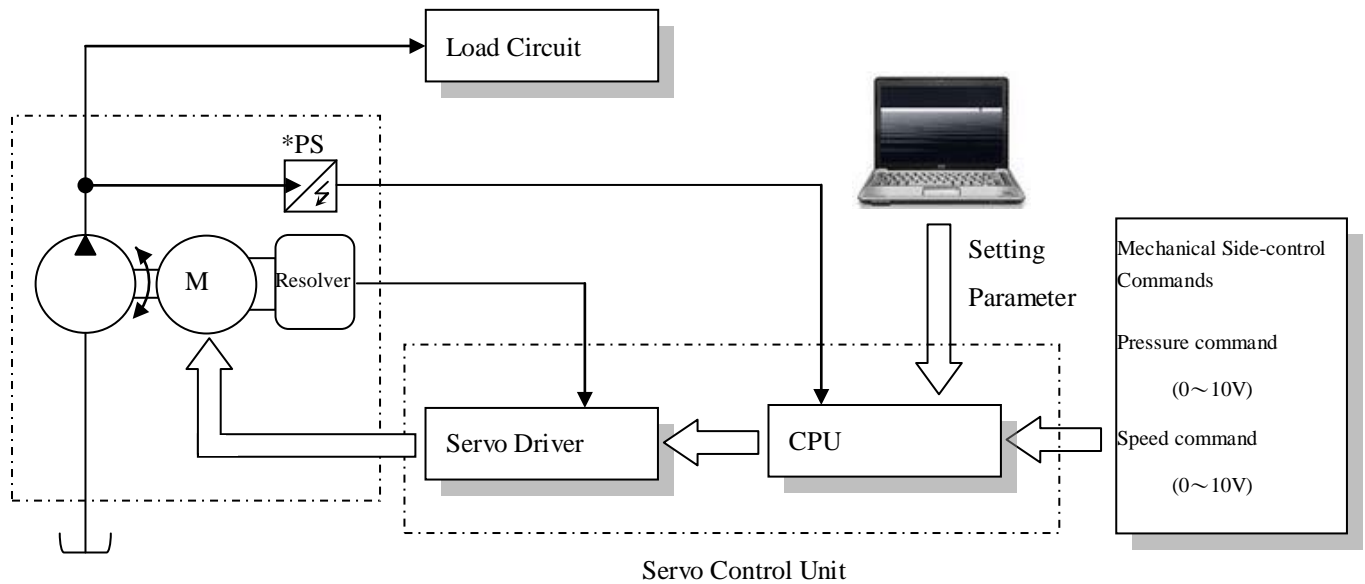 Load Circuit
*PS
M
Resolver
Setting
Parameter
Mechanical Side-control
Commands
Pressure command
(0～10V)
Speed command
(0～10V)
Servo Driver
CPU
Servo Control Unit